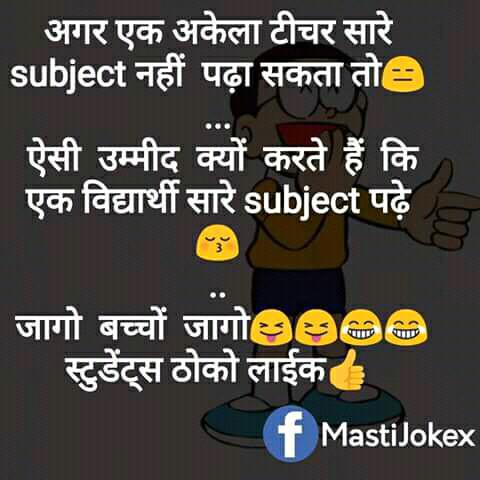 अगर एक अकेला टीचर सारे
subject नहीं पढ़ा सकता तो😑
...
ऐसी उम्मीद क्यों करते हैं कि
एक विद्यार्थी सारे subject पढ़े
😚
..
जागो बच्चों जागो😝😝😂😂
स्टुडेंट्स ठोको लाईक👍
f MastiJokex